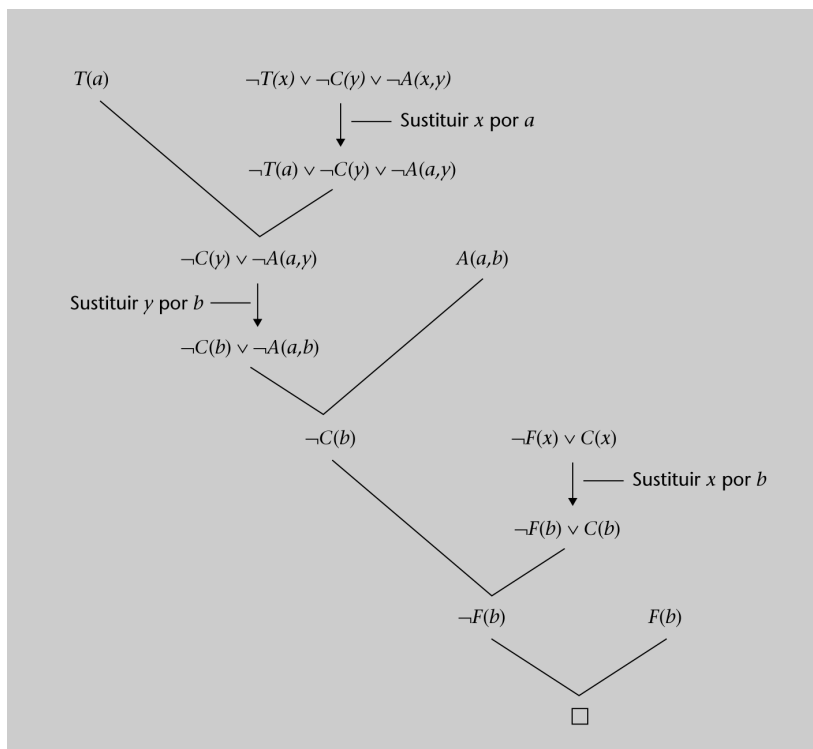 T(a) ¬T(x) ∨ ¬C(y) ∨ ¬A(x,y)
Sustituir x por a
¬T(a) ∨ ¬C(y) ∨ ¬A(a,y)
¬C(y) ∨ ¬A(a,y) A(a,b)
Sustituir y por b
¬C(b) ∨ ¬A(a,b)
¬C(b) ¬F(x) ∨ C(x)
Sustituir x por b
¬F(b) ∨ C(b)
¬F(b) F(b)
□